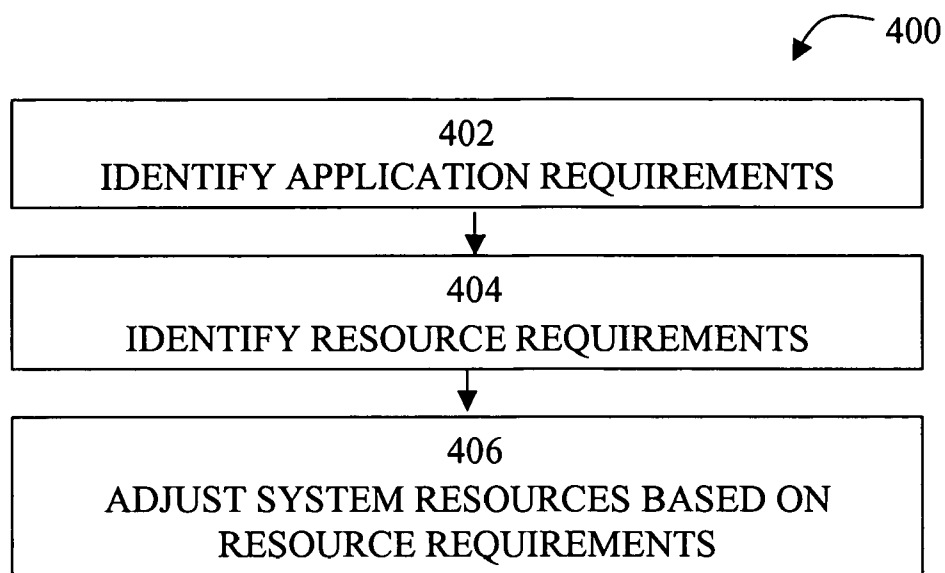 400
402
IDENTIFY APPLICATION REQUIREMENTS
404
IDENTIFY RESOURCE REQUIREMENTS
406
ADJUST SYSTEM RESOURCES BASED ON
RESOURCE REQUIREMENTS